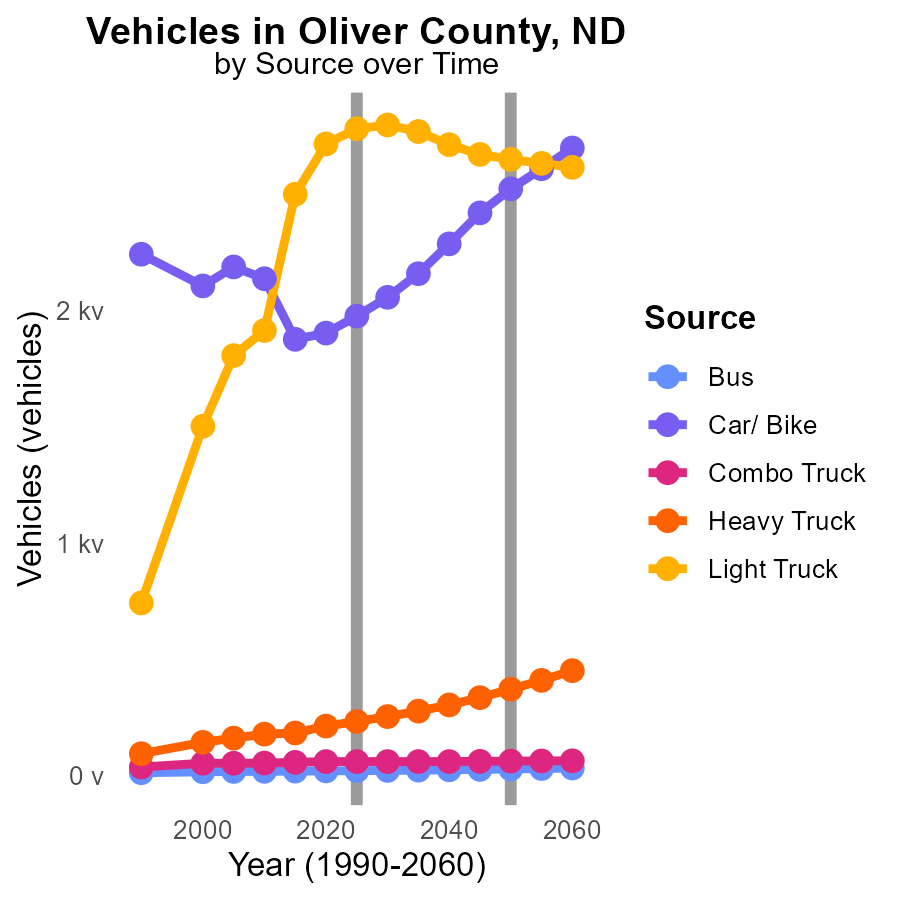 Vehicles in Oliver County, ND
by Source over Time
Vehicles (vehicles)
2 kv
1 kv
0 v
2000 2020 2040 2060
Year (1990-2060)
Source
Bus
Car/ Bike
Combo Truck
Heavy Truck
Light Truck